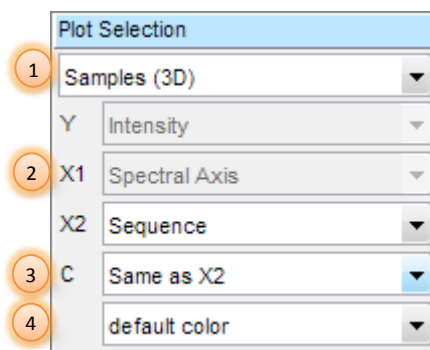 Plot Selection
1 Samples (3D)
Y Intensity
2 X1 Spectral Axis
X2 Sequence
3 C Same as X2
4 default color